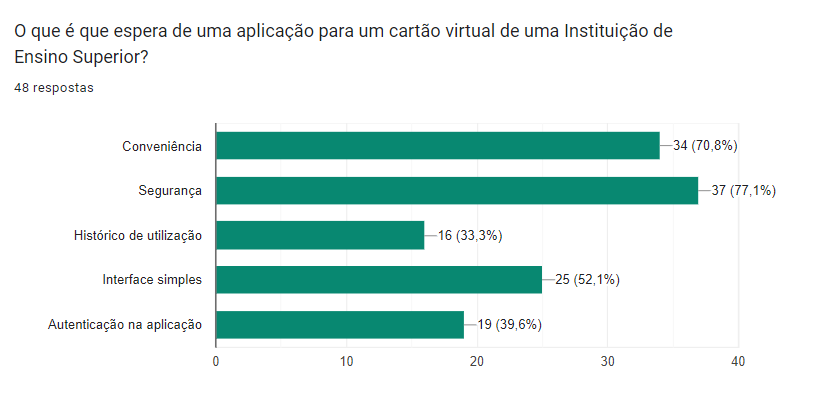 O que é que espera de uma aplicação para um cartão virtual de uma Instituição de
Ensino Superior?
48 respostas
Conveniência 34 (70,8%)
Segurança 37 (77,1%)
Histórico de utilização 16 (33,3%)
Interface simples 25 (52,1%)
Autenticação na aplicação 19 (39,6%)
0 10 20 30 40